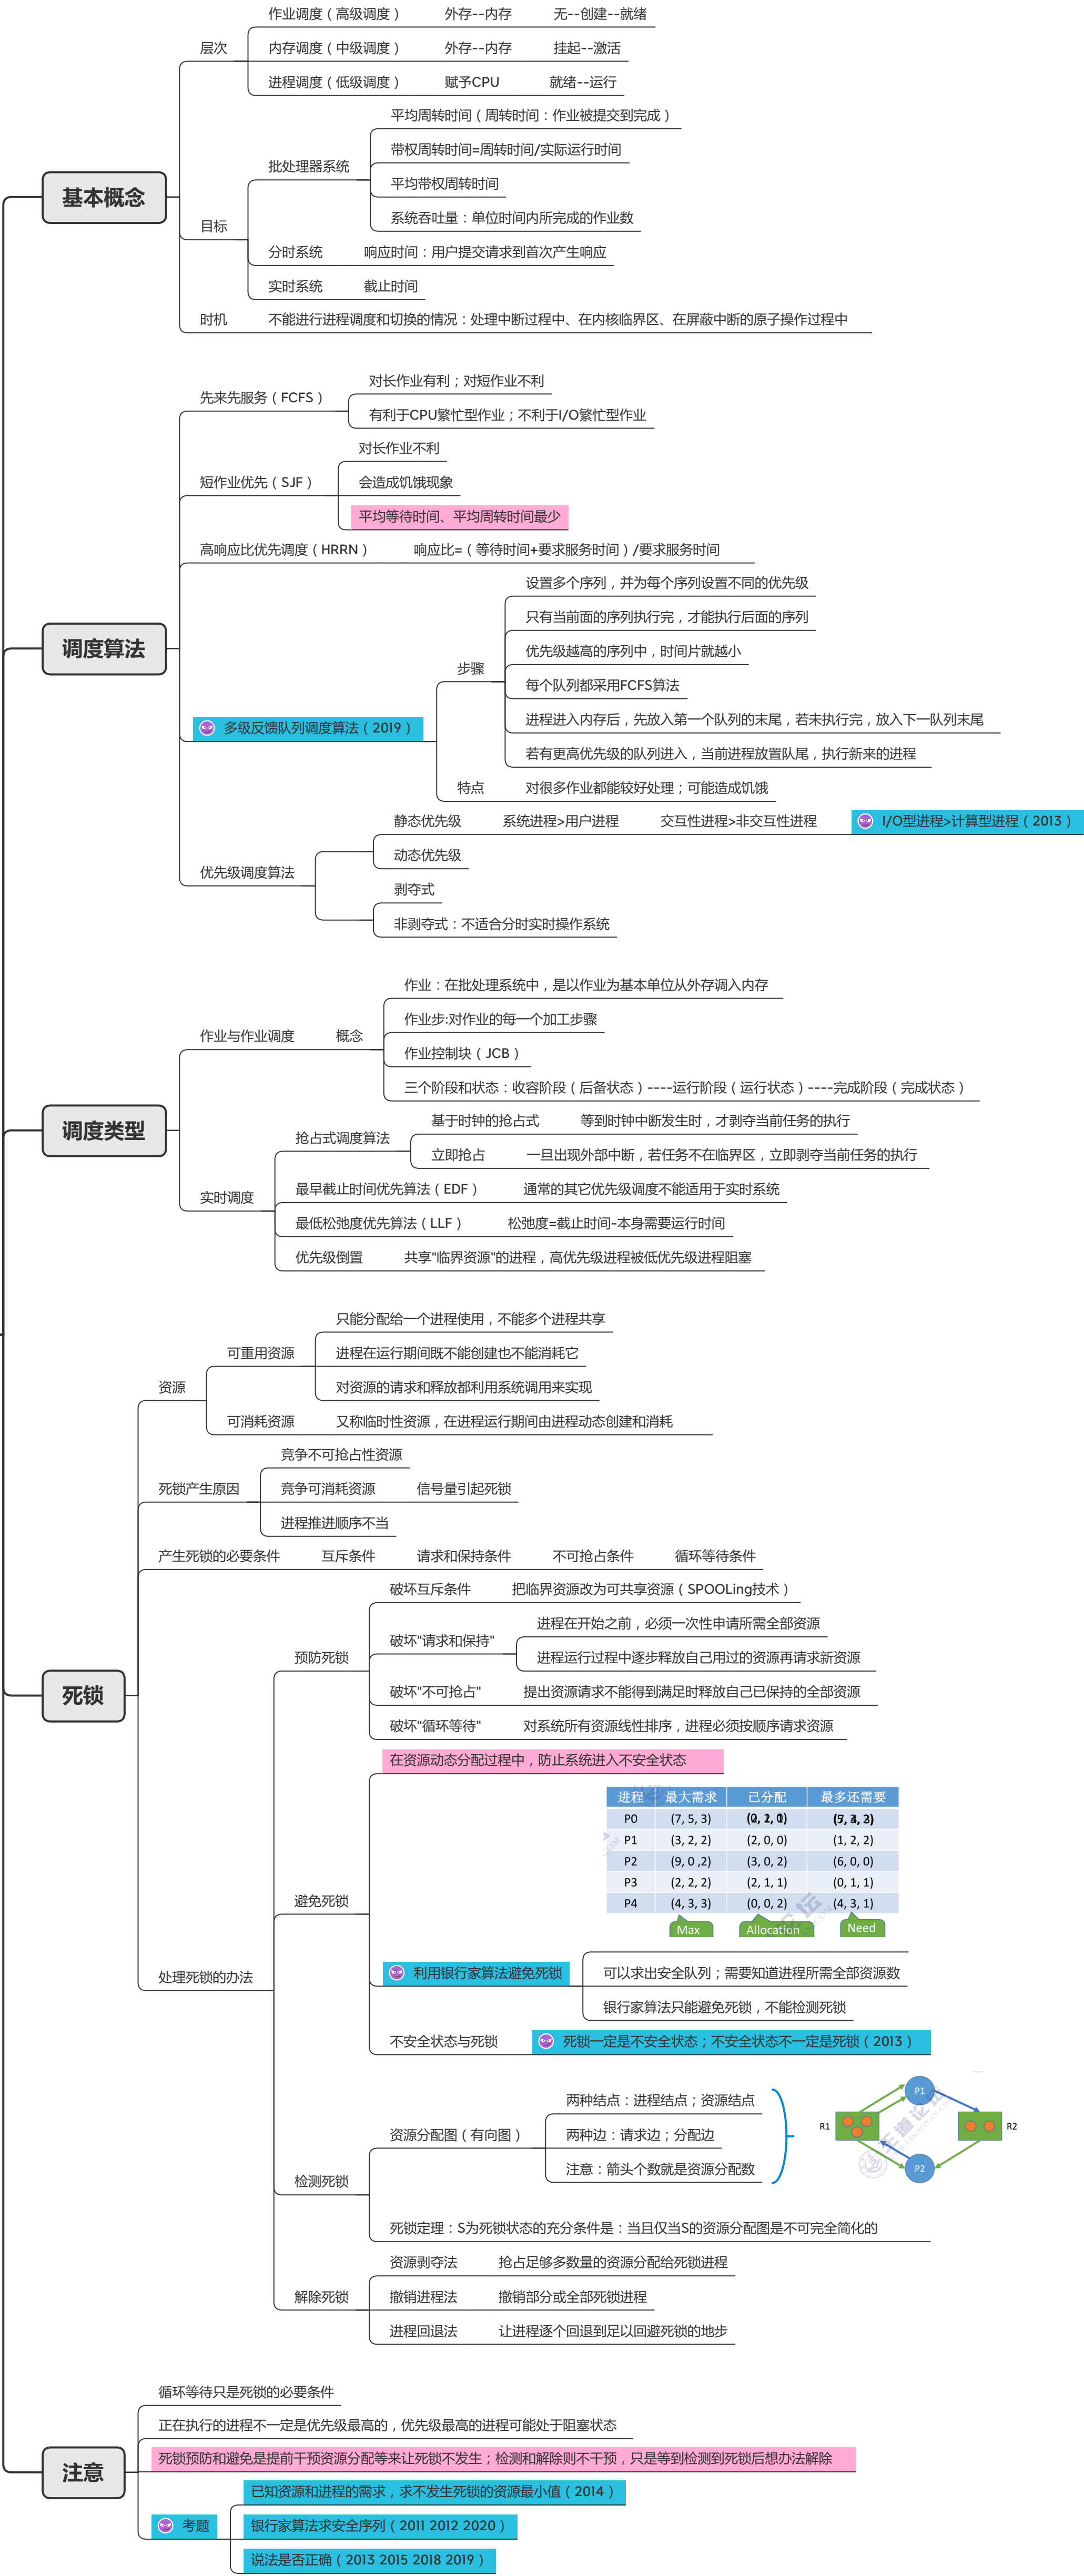 基本概念
层次
作业调度（高级调度） 外存--内存 无--创建--就绪
内存调度（中级调度） 外存--内存 挂起--激活
进程调度（低级调度） 赋予CPU 就绪--运行
目标
批处理器系统
平均周转时间（周转时间：作业被提交到完成）
带权周转时间=周转时间/实际运行时间
平均带权周转时间
系统吞吐量：单位时间内所完成的作业数
分时系统 响应时间：用户提交请求到首次产生响应
实时系统 截止时间
时机 不能进行进程调度和切换的情况：处理中断过程中、在内核临界区、在屏蔽中断的原子操作过程中
调度算法
先来先服务（FCFS）
对长作业有利；对短作业不利
有利于CPU繁忙型作业；不利于I/O繁忙型作业
短作业优先（SJF）
对长作业不利
会造成饥饿现象
平均等待时间、平均周转时间最少
高响应比优先调度（HRRN） 响应比=（等待时间+要求服务时间）/要求服务时间
多级反馈队列调度算法（2019）
步骤
设置多个序列，并为每个序列设置不同的优先级
只有当前面的序列执行完，才能执行后面的序列
优先级越高的序列中，时间片就越小
每个队列都采用FCFS算法
进程进入内存后，先放入第一个队列的末尾，若未执行完，放入下一队列末尾
若有更高优先级的队列进入，当前进程放置队尾，执行新来的进程
特点 对很多作业都能较好处理；可能造成饥饿
优先级调度算法
静态优先级 系统进程>用户进程 交互性进程>非交互性进程 I/O型进程>计算型进程（2013）
动态优先级
剥夺式
非剥夺式：不适合分时实时操作系统
调度类型
作业与作业调度 概念
作业：在批处理系统中，是以作业为基本单位从外存调入内存
作业步:对作业的每一个加工步骤
作业控制块（JCB）
三个阶段和状态：收容阶段（后备状态）----运行阶段（运行状态）----完成阶段（完成状态）
实时调度
抢占式调度算法
基于时钟的抢占式 等到时钟中断发生时，才剥夺当前任务的执行
立即抢占 一旦出现外部中断，若任务不在临界区，立即剥夺当前任务的执行
最早截止时间优先算法（EDF） 通常的其它优先级调度不能适用于实时系统
最低松弛度优先算法（LLF） 松弛度=截止时间-本身需要运行时间
优先级倒置 共享"临界资源"的进程，高优先级进程被低优先级进程阻塞
死锁
资源
可重用资源
只能分配给一个进程使用，不能多个进程共享
进程在运行期间既不能创建也不能消耗它
对资源的请求和释放都利用系统调用来实现
可消耗资源 又称临时性资源，在进程运行期间由进程动态创建和消耗
死锁产生原因
竞争不可抢占性资源
竞争可消耗资源 信号量引起死锁
进程推进顺序不当
产生死锁的必要条件 互斥条件 请求和保持条件 不可抢占条件 循环等待条件
处理死锁的办法
预防死锁
破坏互斥条件 把临界资源改为可共享资源（SPOOLing技术）
破坏"请求和保持"
进程在开始之前，必须一次性申请所需全部资源
进程运行过程中逐步释放自己用过的资源再请求新资源
破坏"不可抢占" 提出资源请求不能得到满足时释放自己已保持的全部资源
破坏"循环等待" 对系统所有资源线性排序，进程必须按顺序请求资源
避免死锁
在资源动态分配过程中，防止系统进入不安全状态
进程 最大需求 已分配 最多还需要
P0 (7, 5, 3)
P1 (3, 2, 2) (2, 0, 0) (1, 2, 2)
P2 (9, 0 ,2) (3, 0, 2) (6, 0, 0)
P3 (2, 2, 2) (2, 1, 1) (0, 1, 1)
P4 (4, 3, 3) (0, 0, 2) (4, 3, 1)
Max Allocation Need
利用银行家算法避免死锁
可以求出安全队列；需要知道进程所需全部资源数
银行家算法只能避免死锁，不能检测死锁
不安全状态与死锁 死锁一定是不安全状态；不安全状态不一定是死锁（2013）
检测死锁
资源分配图（有向图）
两种结点：进程结点；资源结点
两种边：请求边；分配边
注意：箭头个数就是资源分配数
P1
R1 R2
P2
王道论坛
死锁定理：S为死锁状态的充分条件是：当且仅当S的资源分配图是不可完全简化的
解除死锁
资源剥夺法 抢占足够多数量的资源分配给死锁进程
撤销进程法 撤销部分或全部死锁进程
进程回退法 让进程逐个回退到足以回避死锁的地步
注意
循环等待只是死锁的必要条件
正在执行的进程不一定是优先级最高的，优先级最高的进程可能处于阻塞状态
死锁预防和避免是提前干预资源分配等来让死锁不发生；检测和解除则不干预，只是等到检测到死锁后想办法解除
考题
已知资源和进程的需求，求不发生死锁的资源最小值（2014）
银行家算法求安全序列（2011 2012 2020）
说法是否正确（2013 2015 2018 2019）